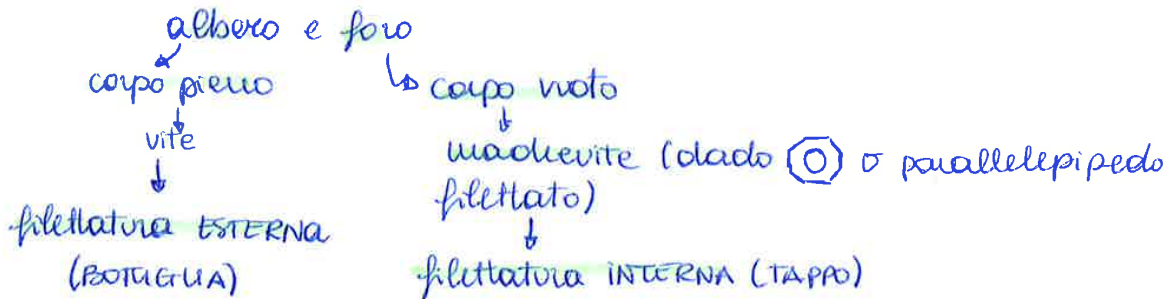 albero e foro
corpo pieno
corpo vuoto
vite
madrevite (dado o parallelepipedo
filettato)
filettatura ESTERNA
(BOTTIGLIA)
filettatura INTERNA (TAPPO)